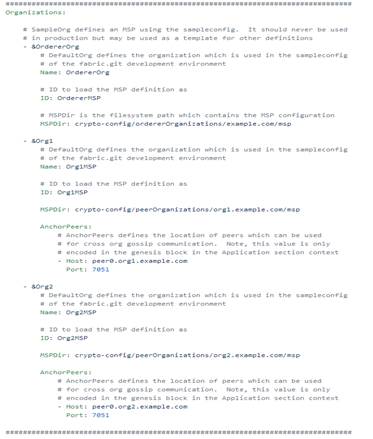 ################################################################################
Organizations:
# SampleOrg defines an MSP using the sampleconfig.  It should never be used
# in production but may be used as a template for other definitions
- &OrdererOrg
# DefaultOrg defines the organization which is used in the sampleconfig
# of the fabric.git development environment
Name: OrdererOrg
# ID to load the MSP definition as
ID: OrdererMSP
# MSPDir is the filesystem path which contains the MSP configuration
MSPDir: crypto-config/ordererOrganizations/example.com/msp
- &Org1
# DefaultOrg defines the organization which is used in the sampleconfig
# of the fabric.git development environment
Name: Org1MSP
# ID to load the MSP definition as
ID: Org1MSP
MSPDir: crypto-config/peerOrganizations/org1.example.com/msp
AnchorPeers:
# AnchorPeers defines the location of peers which can be used
# for cross org gossip communication.  Note, this value is only
# encoded in the genesis block in the Application section context
- Host: peer0.org1.example.com
Port: 7051
- &Org2
# DefaultOrg defines the organization which is used in the sampleconfig
# of the fabric.git development environment
Name: Org2MSP
# ID to load the MSP definition as
ID: Org2MSP
MSPDir: crypto-config/peerOrganizations/org2.example.com/msp
AnchorPeers:
# AnchorPeers defines the location of peers which can be used
# for cross org gossip communication.  Note, this value is only
# encoded in the genesis block in the Application section context
- Host: peer0.org2.example.com
Port: 7051
################################################################################